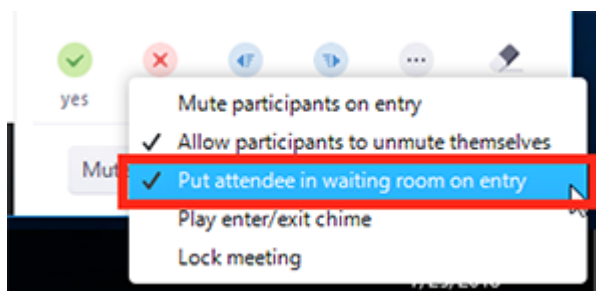 yes
Mute participants on entry
Allow participants to unmute themselves
Mut
Put attendee in waiting room on entry
Play enter/exit chime
Lock meeting